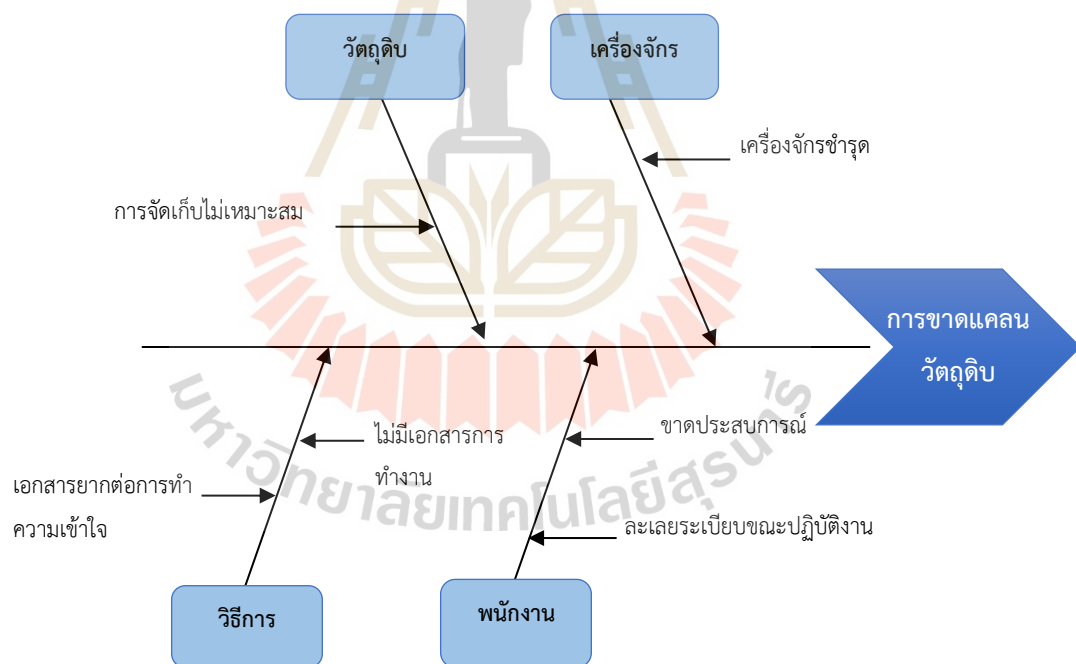 วัตถุดิบ
เครื่องจักร
เครื่องจักรชำรุด
การจัดเก็บไม่เหมาะสม
การขาดแคลน
วัตถุดิบ
ขาดประสบการณ์
ไม่มีเอกสารการ
ทำงาน
เอกสารยากต่อการทำ
ความเข้าใจ
ละเลยระเบียบขณะปฏิบัติงาน
วิธีการ
พนักงาน
มหาวิทยาลัยเทคโนโลยีสุรนารี